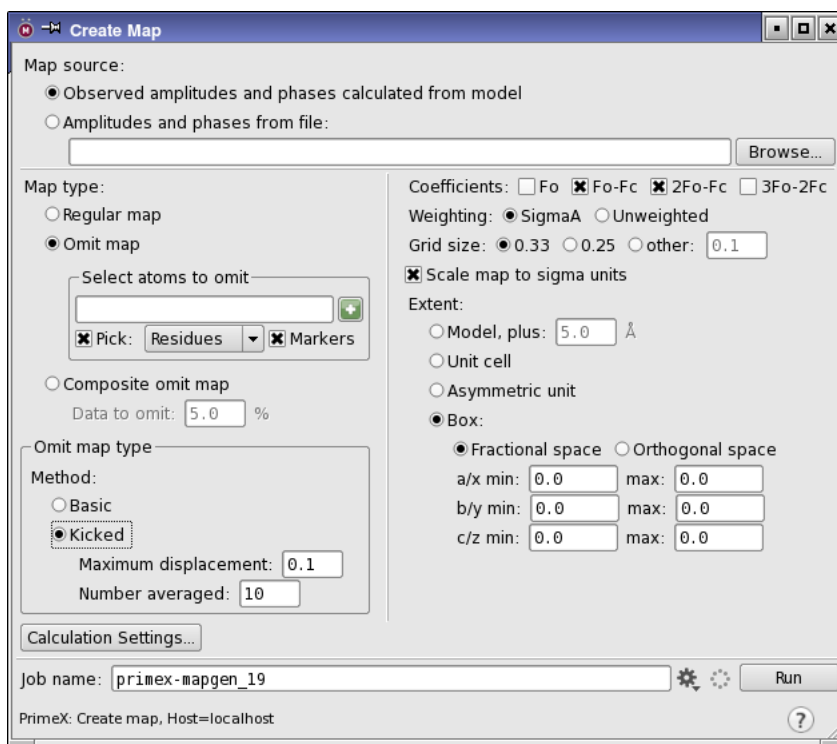 Create Map
Map source:
Observed amplitudes and phases calculated from model
Amplitudes and phases from file:
Browse...
Map type:
Regular map
Omit map
Select atoms to omit
Pick: Residues Markers
Composite omit map
Data to omit: 5.0 %
Omit map type
Method:
Basic
Kicked
Maximum displacement: 0.1
Number averaged: 10
Coefficients: Fo Fo-Fc 2Fo-Fc 3Fo-2Fc
Weighting: SigmaA Unweighted
Grid size: 0.33 0.25 other: 0.1
Scale map to sigma units
Extent:
Model, plus: 5.0 Å
Unit cell
Asymmetric unit
Box:
Fractional space Orthogonal space
a/x min: 0.0 max: 0.0
b/y min: 0.0 max: 0.0
c/z min: 0.0 max: 0.0
Calculation Settings...
Job name: primex-mapgen_19 Run
PrimeX: Create map, Host=localhost ?